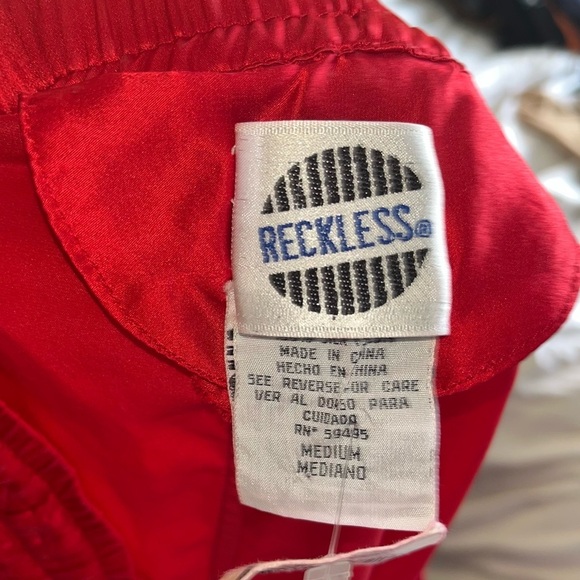 RECKLESS®
MADE IN CHINA
HECHO EN CHINA
SEE REVERSE FOR CARE
VER AL DORSO PARA
CUIDADA
RN# 59495
MEDIUM
MEDIANO